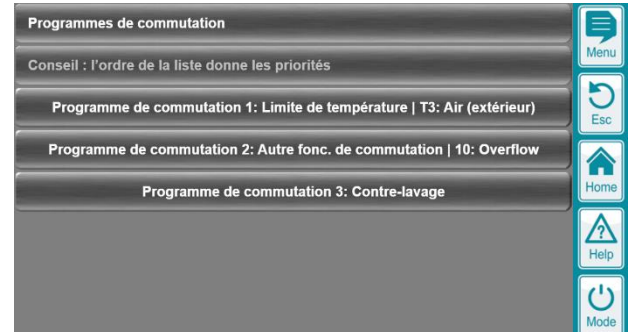 Programmes de commutation
Conseil : l'ordre de la liste donne les priorités
Programme de commutation 1: Limite de température | T3: Air (extérieur)
Programme de commutation 2: Autre fonc. de commutation | 10: Overflow
Programme de commutation 3: Contre-lavage
Menu
Esc
Home
?
Help
Mode